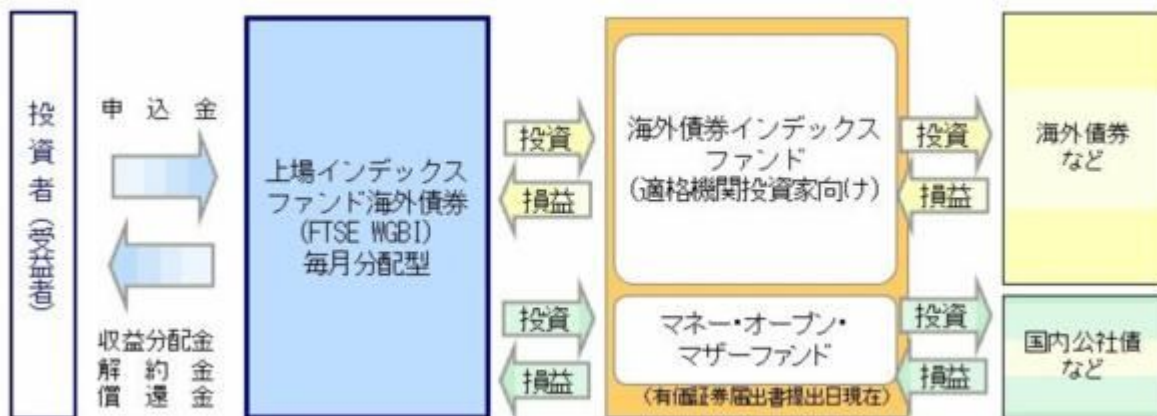 投資者(受益者)
申込金
収益分配金
解約金
償還金
上場インデックス
ファンド海外債券
(FTSE WGBI)
毎月分配型
投資
損益
投資
損益
海外債券インデックス
ファンド
(適格機関投資家向け)
マネー・オープン・
マザーファンド
(有価証券届出書提出日現在)
投資
損益
投資
損益
海外債券
など
国内公社債
など